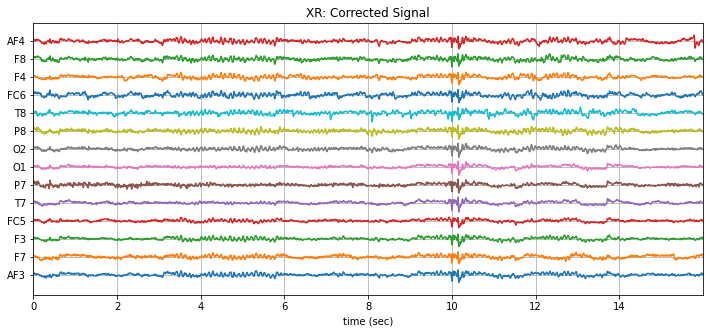 XR: Corrected Signal
AF4
F8
F4
FC6
T8
P8
O2
O1
P7
T7
FC5
F3
F7
AF3
0 2 4 6 8 10 12 14
time (sec)